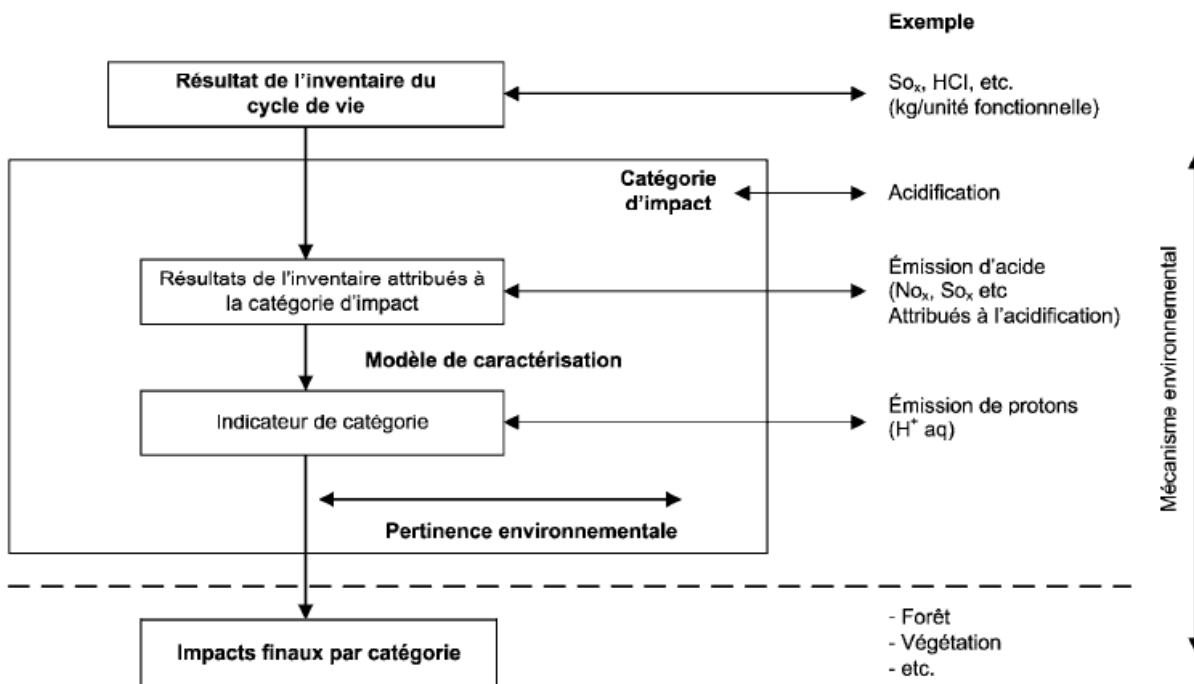 Exemple
Résultat de l'inventaire du
cycle de vie
Soₓ, HCl, etc.
(kg/unité fonctionnelle)
Catégorie
d'impact
Acidification
Résultats de l'inventaire attribués à
la catégorie d'impact
Émission d'acide
(Noₓ, Soₓ etc
Attribués à l'acidification)
Modèle de caractérisation
Indicateur de catégorie
Émission de protons
(H⁺ aq)
Pertinence environnementale
Mécanisme environnemental
Impacts finaux par catégorie
- Forêt
- Végétation
- etc.